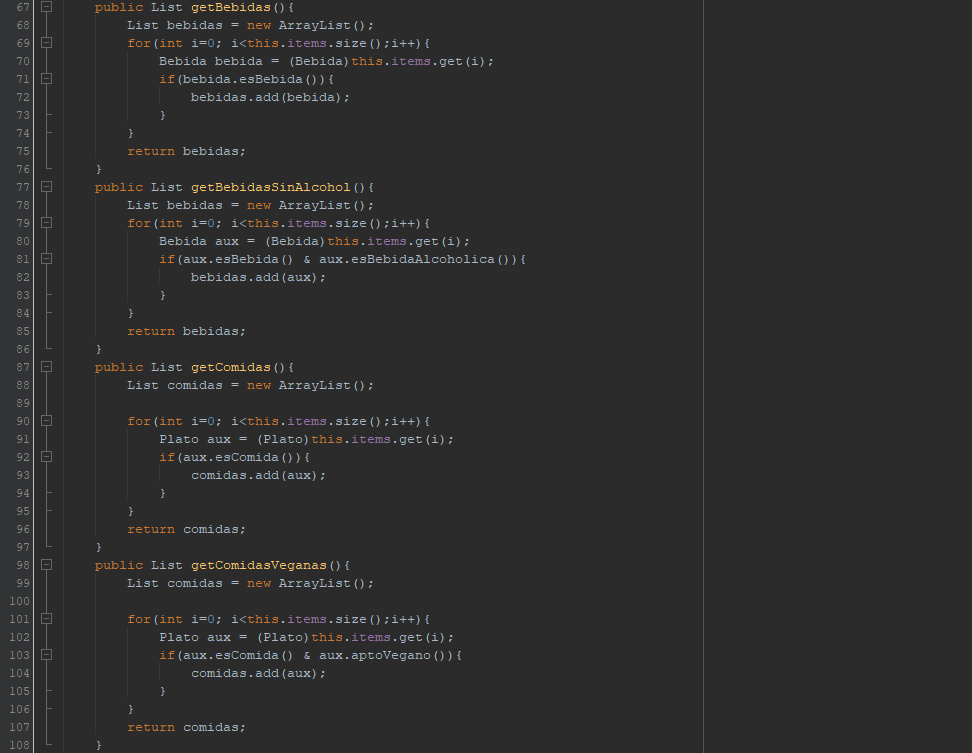 67 public List getBebidas(){
68 List bebidas = new ArrayList();
69 for(int i=0; i<this.items.size();i++){
70 Bebida bebida = (Bebida)this.items.get(i);
71 if(bebida.esBebida()){
72 bebidas.add(bebida);
73 }
74 }
75 return bebidas;
76 }
77 public List getBebidasSinAlcohol(){
78 List bebidas = new ArrayList();
79 for(int i=0; i<this.items.size();i++){
80 Bebida aux = (Bebida)this.items.get(i);
81 if(aux.esBebida() & aux.esBebidaAlcoholica()){
82 bebidas.add(aux);
83 }
84 }
85 return bebidas;
86 }
87 public List getComidas(){
88 List comidas = new ArrayList();
89
90 for(int i=0; i<this.items.size();i++){
91 Plato aux = (Plato)this.items.get(i);
92 if(aux.esComida()){
93 comidas.add(aux);
94 }
95 }
96 return comidas;
97 }
98 public List getComidasVeganas(){
99 List comidas = new ArrayList();
100
101 for(int i=0; i<this.items.size();i++){
102 Plato aux = (Plato)this.items.get(i);
103 if(aux.esComida() & aux.aptoVegano()){
104 comidas.add(aux);
105 }
106 }
107 return comidas;
108 }